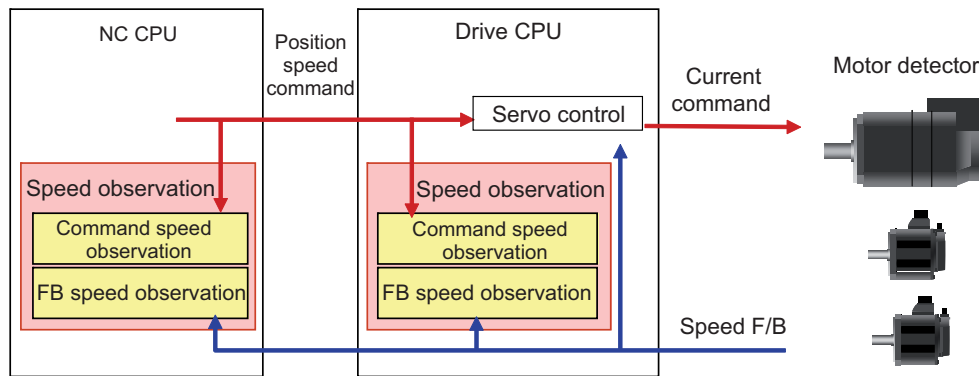 NC CPU
Position
speed
command
Drive CPU
Current
command
Motor detector
Servo control
Speed observation
Command speed
observation
FB speed observation
Speed observation
Command speed
observation
FB speed observation
Speed F/B